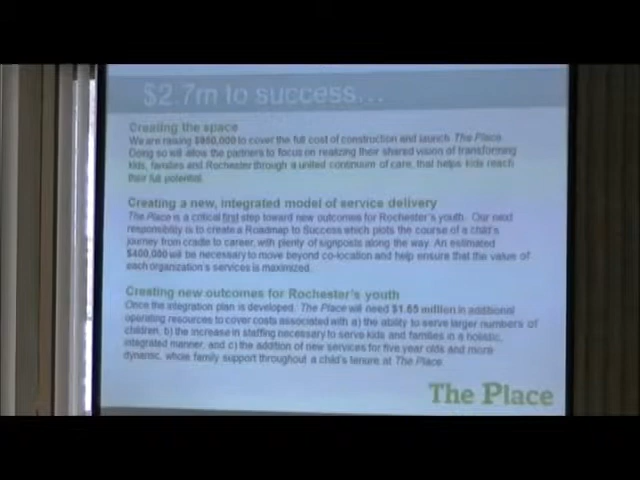 $2.7m to success...
Creating the space
We are raising $650,000 to cover the full cost of construction and launch The Place.
Doing so will allow the partners to focus on realizing their shared vision of transforming
kids, families and Rochester through a united continuum of care, that helps kids reach
their full potential.
Creating a new, integrated model of service delivery
The Place is a critical first step toward new outcomes for Rochester's youth. Our next
responsibility is to create a Roadmap to Success which plots the course of a child's
journey from cradle to career, with plenty of signposts along the way. An estimated
$400,000 will be necessary to move beyond co-location and help ensure that the value of
each organization's services is maximized.
Creating new outcomes for Rochester's youth
Once the integration plan is developed, The Place will need $1.65 million in additional
operating resources to cover costs associated with a) the ability to serve larger numbers of
children, b) the increase in staffing necessary to serve kids and families in a holistic,
integrated manner, and c) the addition of new services for five year olds and more
dynamic, whole family support throughout a child's tenure at The Place.
The Place